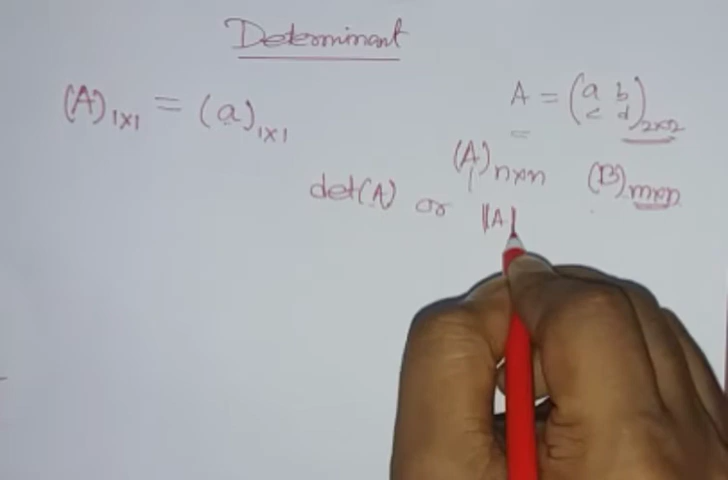 Determinant
(A)₁ₓ₁ = (a)₁ₓ₁
A = (a b
c d)₂ₓ₂
(A)ₙₓₙ (B)ₘₓₙ
det(A) or |A|